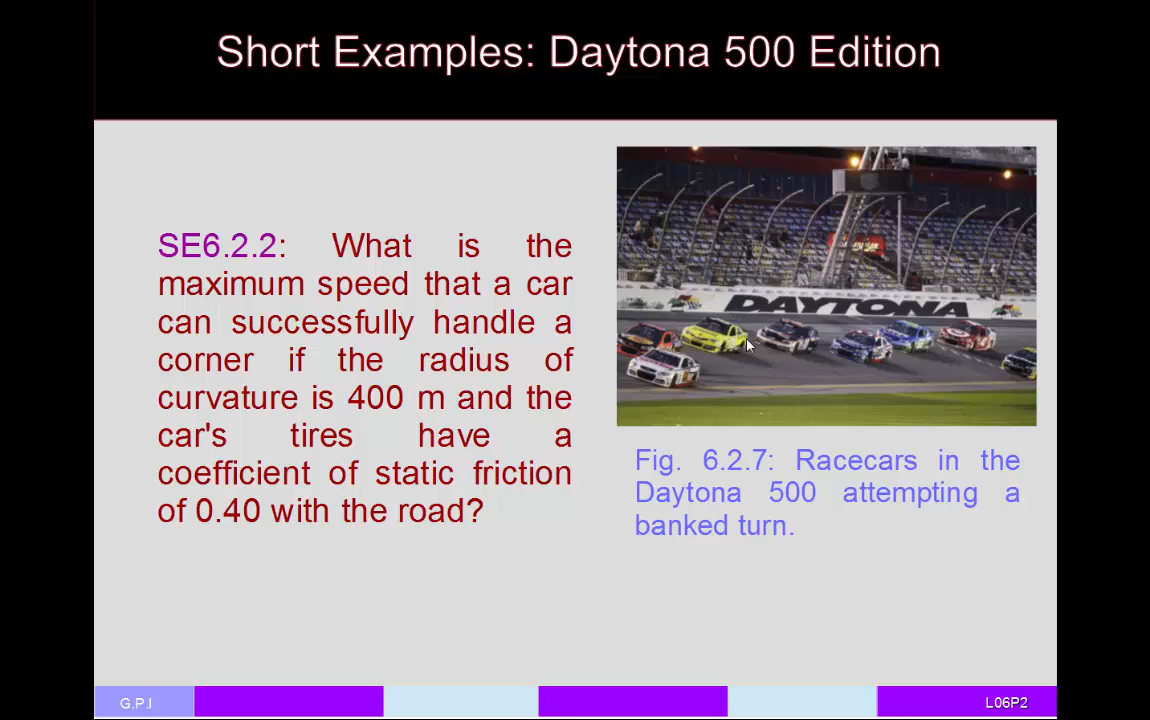 Short Examples: Daytona 500 Edition
SE6.2.2: What is the
maximum speed that a car
can successfully handle a
corner if the radius of
curvature is 400 m and the
car's tires have a
coefficient of static friction
of 0.40 with the road?
DAYTONA
Fig. 6.2.7: Racecars in the
Daytona 500 attempting a
banked turn.
G.P.I
L06P2